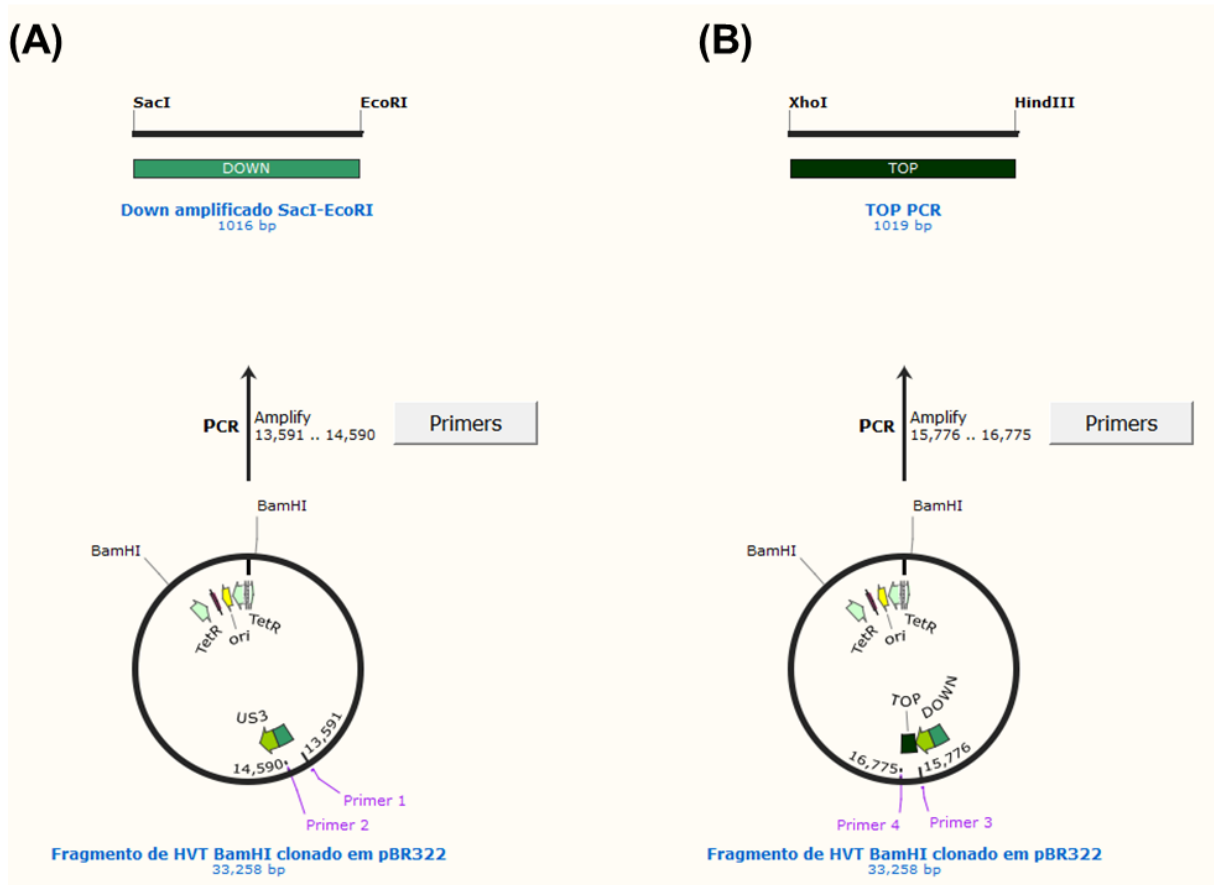 (A)
SacI
EcoRI
DOWN
Down amplificado SacI-EcoRI
1016 bp
PCR
Amplify
13,591 .. 14,590
Primers
BamHI
BamHI
TetR
ori
TetR
US3
13,591
14,590
Primer 1
Primer 2
Fragmento de HVT BamHI clonado em pBR322
33,258 bp
(B)
XhoI
HindIII
TOP
TOP PCR
1019 bp
PCR
Amplify
15,776 .. 16,775
Primers
BamHI
BamHI
TetR
ori
TetR
TOP
DOWN
16,775
15,776
Primer 4
Primer 3
Fragmento de HVT BamHI clonado em pBR322
33,258 bp